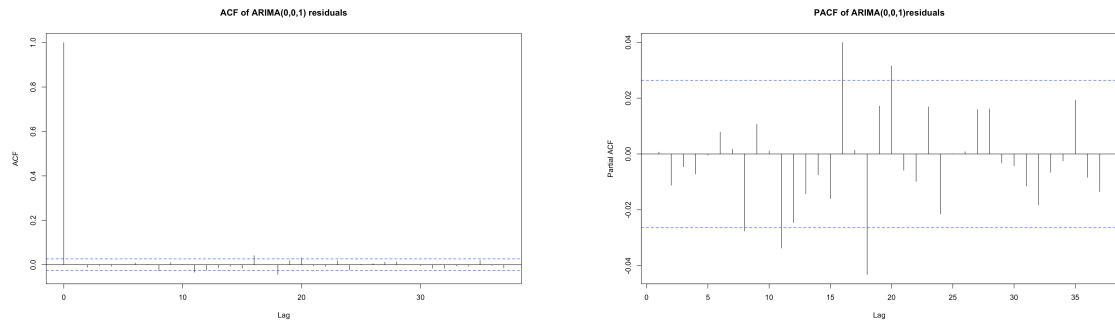 ACF of ARIMA(0,0,1) residuals
ACF
1.0
0.8
0.6
0.4
0.2
0.0
0 10 20 30
Lag
PACF of ARIMA(0,0,1)residuals
Partial ACF
0.04
0.02
0.00
-0.02
-0.04
0 5 10 15 20 25 30 35
Lag